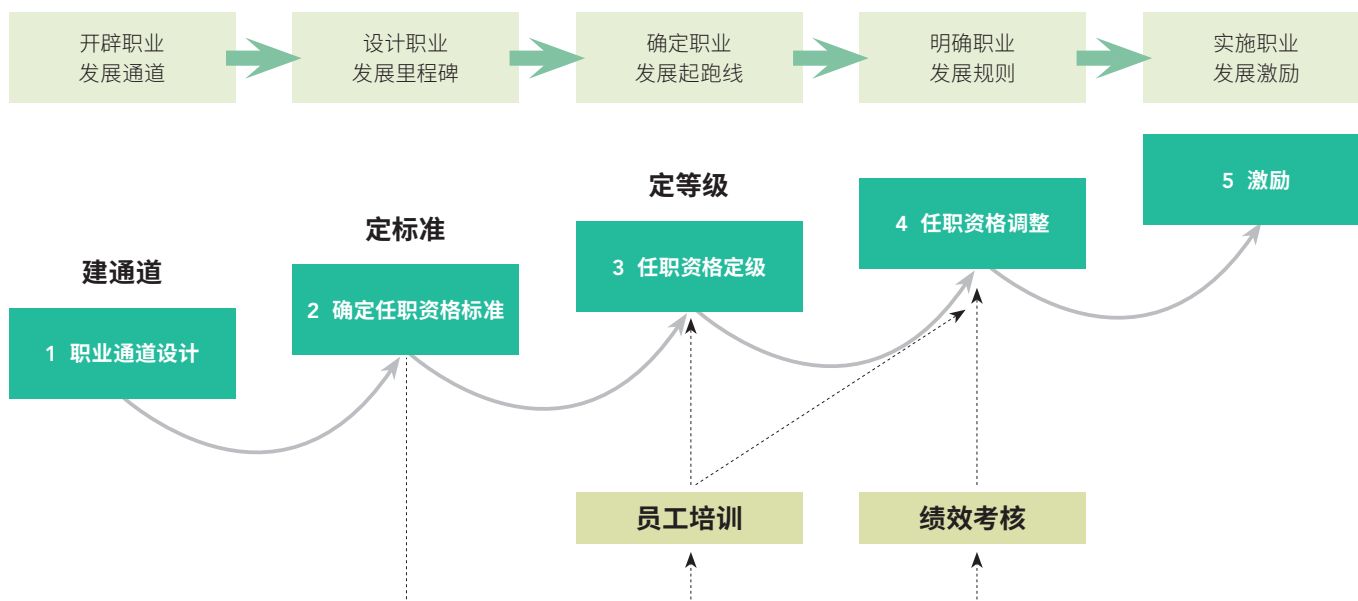 开辟职业
发展通道
设计职业
发展里程碑
确定职业
发展起跑线
明确职业
发展规则
实施职业
发展激励
建通道
1 职业通道设计
定标准
2 确定任职资格标准
定等级
3 任职资格定级
4 任职资格调整
5 激励
员工培训
绩效考核